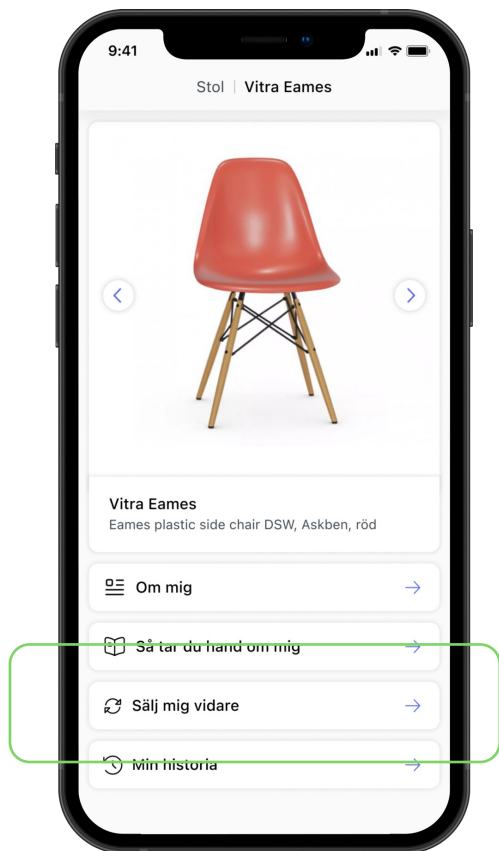 9:41
Stol | Vitra Eames
Vitra Eames
Eames plastic side chair DSW, Askben, röd
Om mig
Så tar du hand om mig
Sälj mig vidare
Min historia